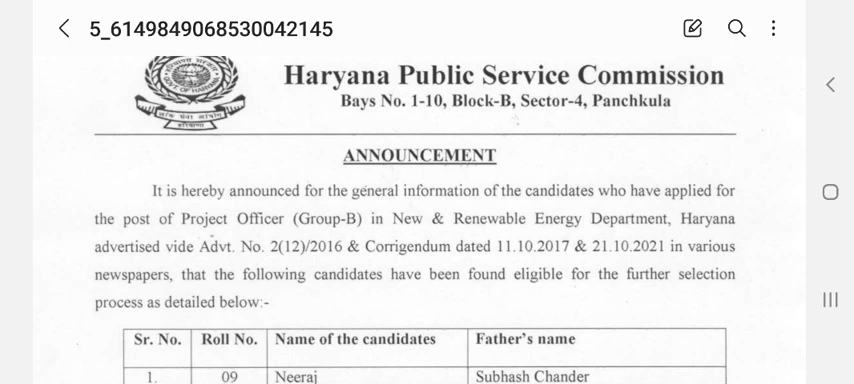 5_6149849068530042145
Haryana Public Service Commission
Bays No. 1-10, Block-B, Sector-4, Panchkula
ANNOUNCEMENT
It is hereby announced for the general information of the candidates who have applied for
the post of Project Officer (Group-B) in New & Renewable Energy Department, Haryana
advertised vide Advt. No. 2(12)/2016 & Corrigendum dated 11.10.2017 & 21.10.2021 in various
newspapers, that the following candidates have been found eligible for the further selection
process as detailed below:-
Sr. No. Roll No. Name of the candidates Father's name
1. 09 Neeraj Subhash Chander